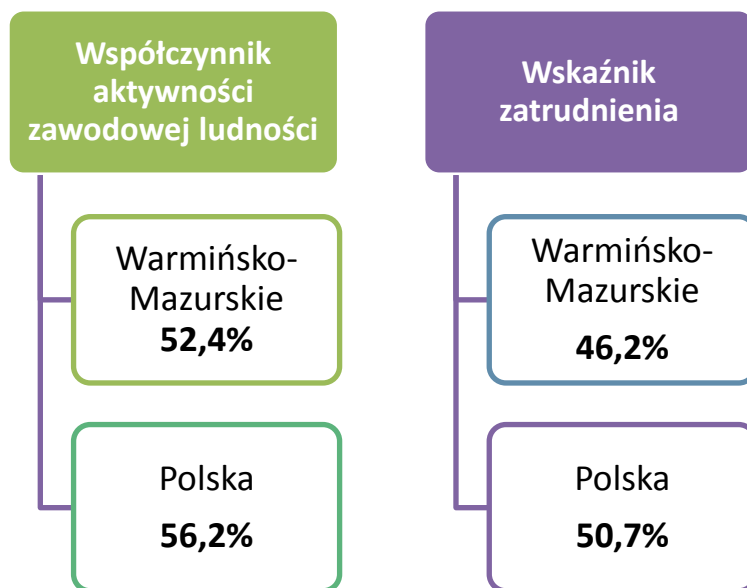 Współczynnik
aktywności
zawodowej ludności
Warmińsko-
Mazurskie
52,4%
Polska
56,2%
Wskaźnik
zatrudnienia
Warmińsko-
Mazurskie
46,2%
Polska
50,7%